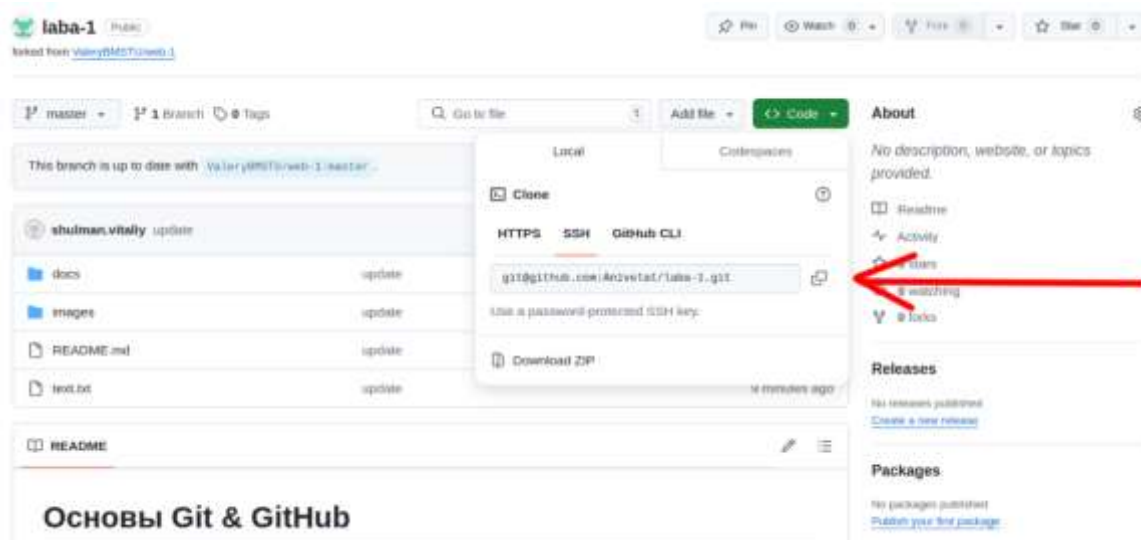 laba-1 Public
Pin Watch 0 Fork 0 Star 0
forked from ValeryBMSTU/web-1
master 1 Branch 0 Tags
Go to file t Add file Code
This branch is up to date with ValeryBMSTU/web-1:master.
shulman.vitaliy update
docs update
images update
README.md update
text.txt update 9 minutes ago
Local Codespaces
Clone
HTTPS SSH GitHub CLI
Use a password-protected SSH key.
Download ZIP
README
Основы Git & GitHub
About
No description, website, or topics
provided.
Readme
Activity
stars
watching
0 forks
Releases
No releases published
Create a new release
Packages
No packages published
Publish your first package